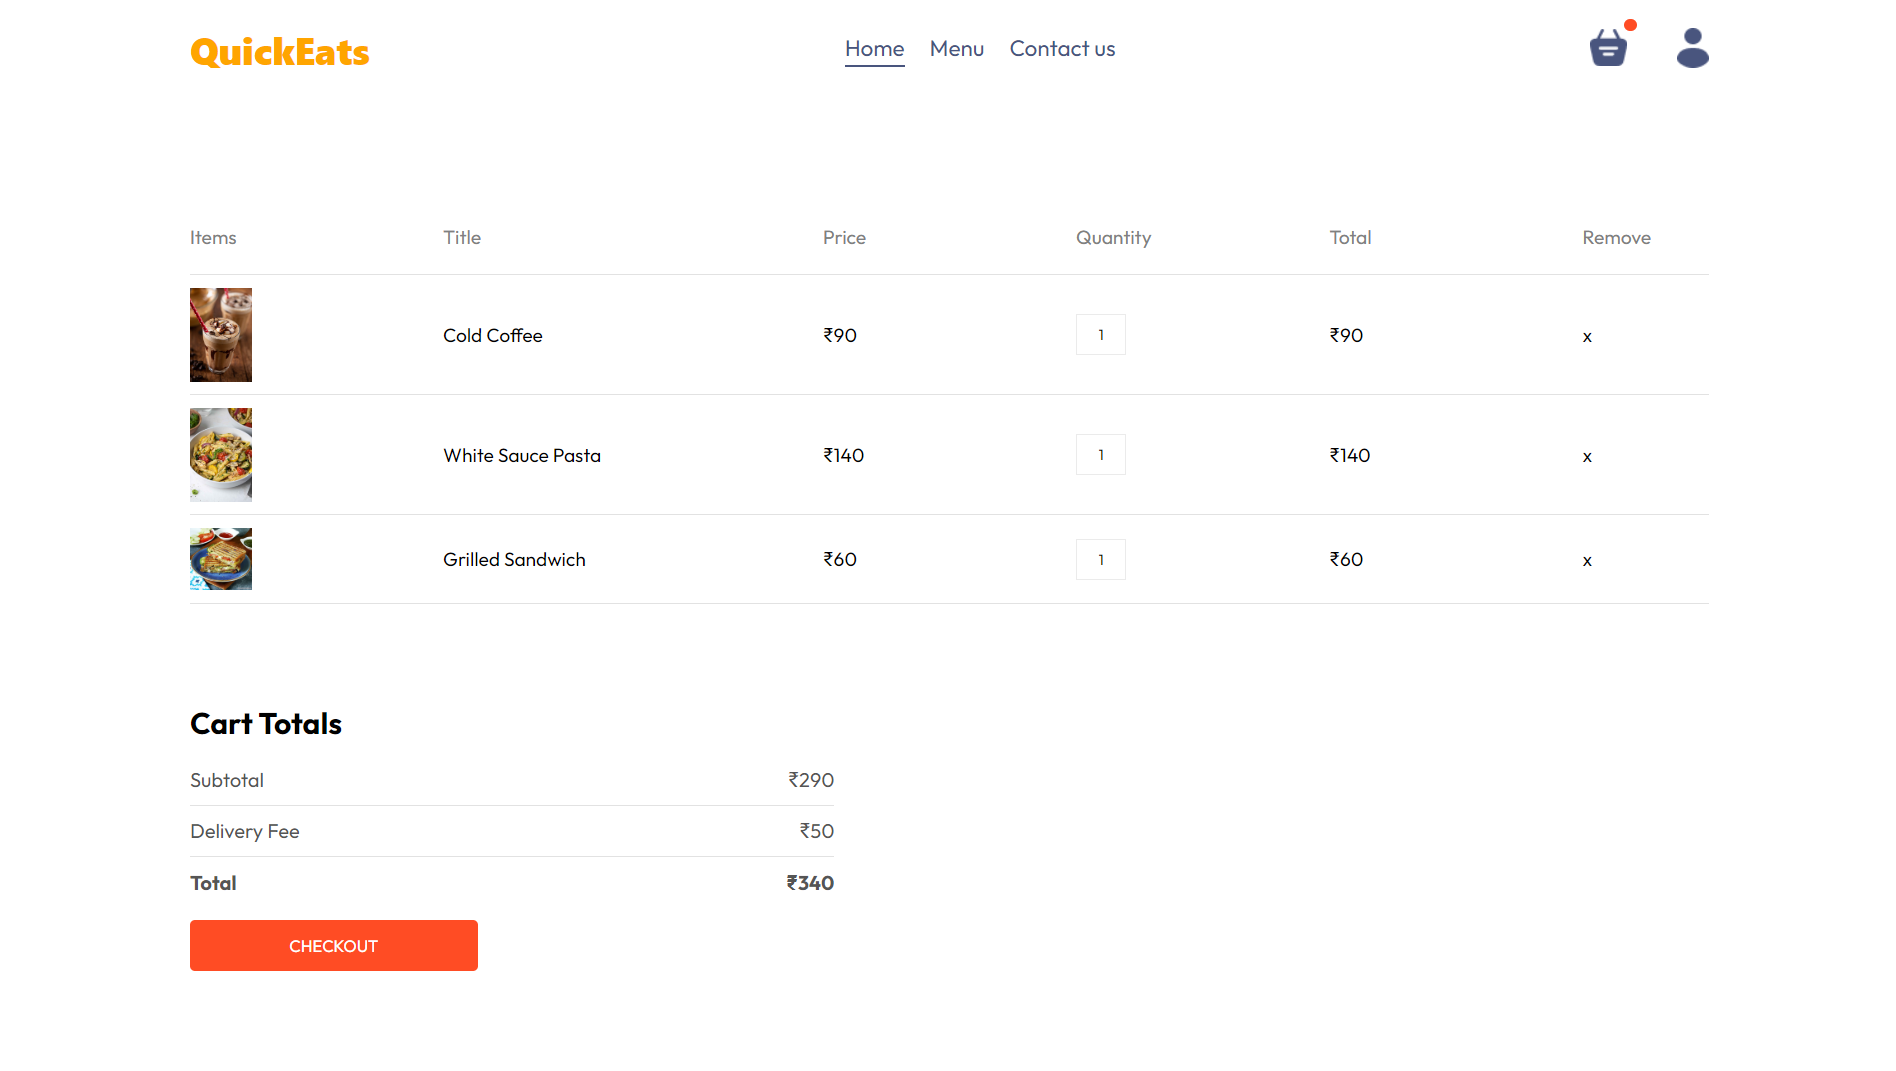 QuickEats
Home Menu Contact us
Items Title Price Quantity Total Remove
Cold Coffee ₹90 1 ₹90 x
White Sauce Pasta ₹140 1 ₹140 x
Grilled Sandwich ₹60 1 ₹60 x
Cart Totals
Subtotal ₹290
Delivery Fee ₹50
Total ₹340
CHECKOUT